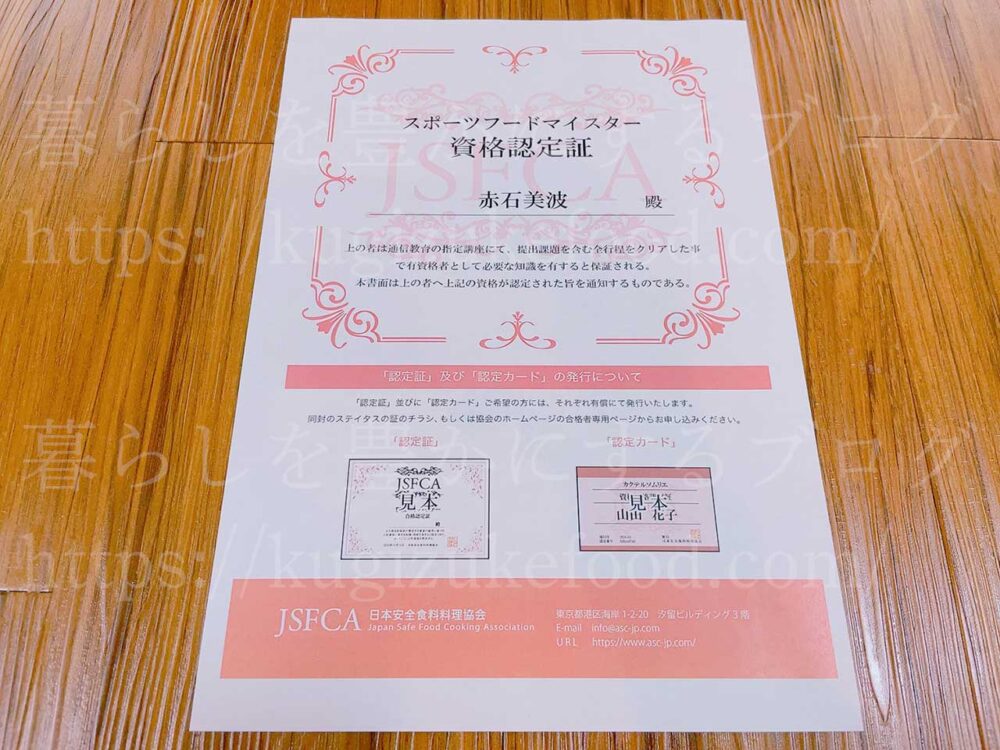 スポーツフードマイスター
資格認定証
JSFCA
赤石美波 殿
上の者は通信教育の指定講座にて、提出課題を含む全行程をクリアした事
で有資格者として必要な知識を有すると保証される。
本書面は上の者へ上記の資格が認定された旨を通知するものである。
「認定証」及び「認定カード」の発行について
「認定証」並びに「認定カード」ご希望の方には、それぞれ有償にて発行いたします。
同封のステイタスの証のチラシ、もしくは協会のホームページの合格者専用ページからお申し込みください。
「認定証」 「認定カード」
JSFCA
見本
合格認定証
殿
カクテルソムリエ
見本
山山 花子
JSFCA 日本安全食料料理協会
Japan Safe Food Cooking Association
東京都港区海岸 1-2-20 汐留ビルディング 3 階
E-mail info@asc-jp.com
URL https://www.asc-jp.com/
暮らしを豊かにするブログ
https://kugizukefood.com/
暮らしを豊かにするブログ
https://kugizukefood.com/